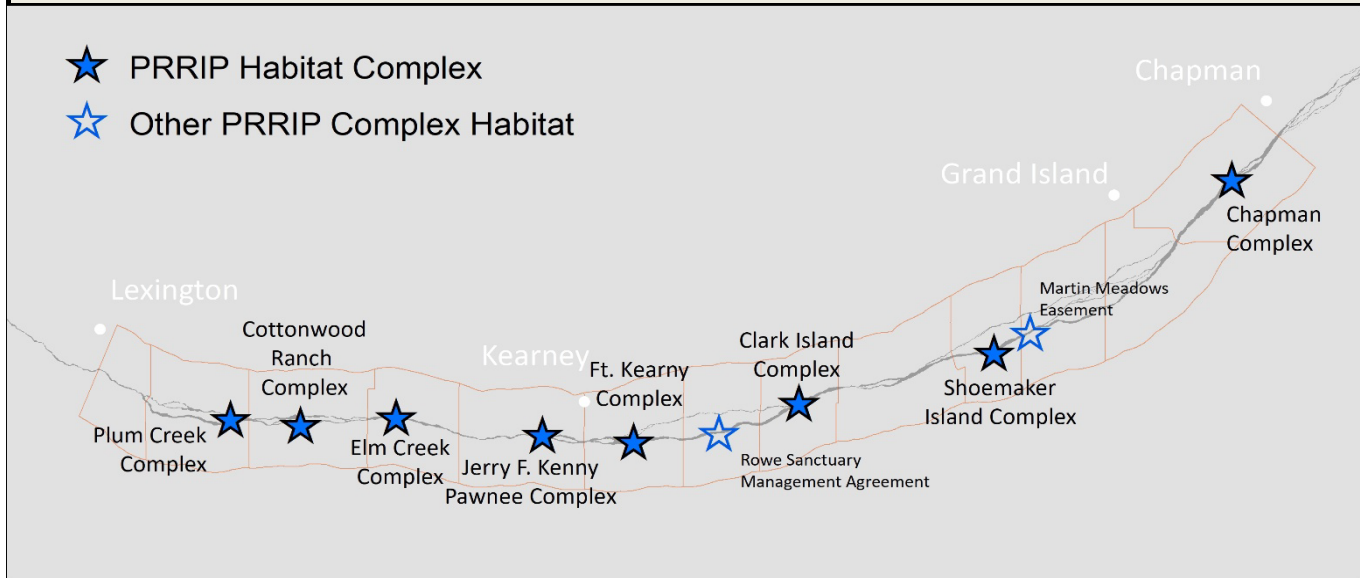 PRRIP Habitat Complex
Other PRRIP Complex Habitat
Chapman
Grand Island
Chapman
Complex
Martin Meadows
Easement
Lexington
Cottonwood
Ranch
Complex
Kearney
Ft. Kearny
Complex
Clark Island
Complex
Shoemaker
Island Complex
Plum Creek
Complex
Elm Creek
Complex
Jerry F. Kenny
Pawnee Complex
Rowe Sanctuary
Management Agreement